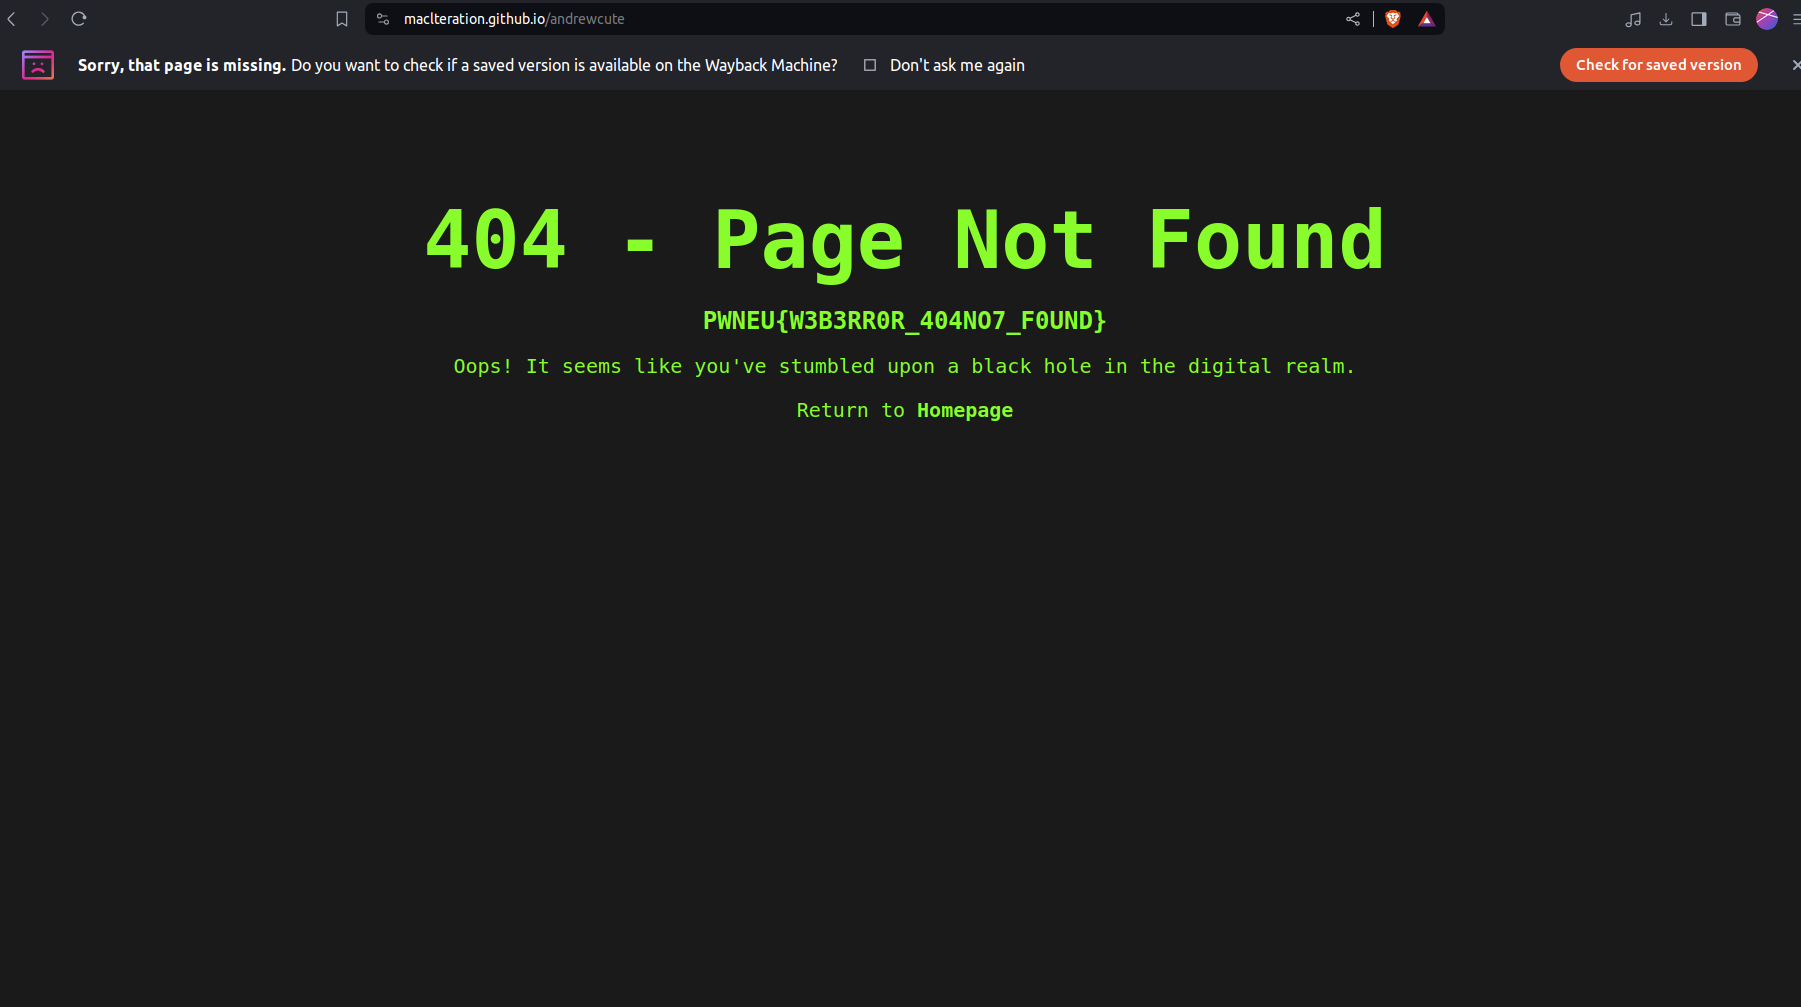 maclteration.github.io/andrewcute
Sorry, that page is missing. Do you want to check if a saved version is available on the Wayback Machine? Don't ask me again Check for saved version
404 - Page Not Found
PWNEU{W3B3RR0R_404NO7_F0UND}
Oops! It seems like you've stumbled upon a black hole in the digital realm.
Return to Homepage